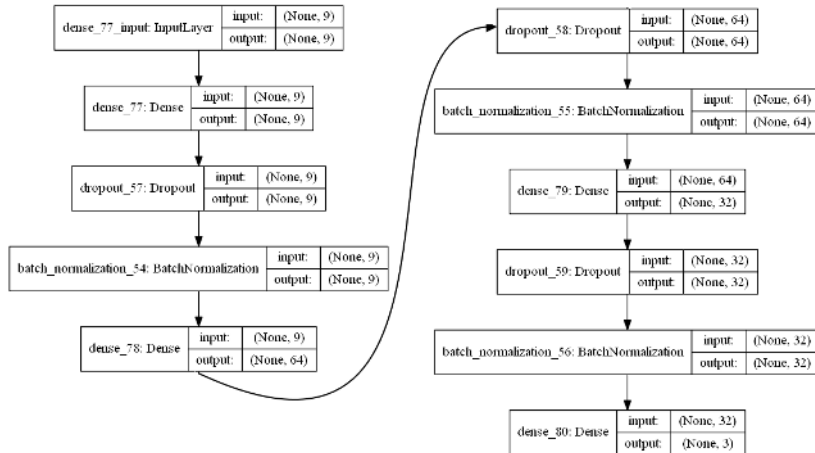 dense_77_input: InputLayer input: (None, 9)
output: (None, 9)
dense_77: Dense input: (None, 9)
output: (None, 9)
dropout_57: Dropout input: (None, 9)
output: (None, 9)
batch_normalization_54: BatchNormalization input: (None, 9)
output: (None, 9)
dense_78: Dense input: (None, 9)
output: (None, 64)
dropout_58: Dropout input: (None, 64)
output: (None, 64)
batch_normalization_55: BatchNormalization input: (None, 64)
output: (None, 64)
dense_79: Dense input: (None, 64)
output: (None, 32)
dropout_59: Dropout input: (None, 32)
output: (None, 32)
batch_normalization_56: BatchNormalization input: (None, 32)
output: (None, 32)
dense_80: Dense input: (None, 32)
output: (None, 3)